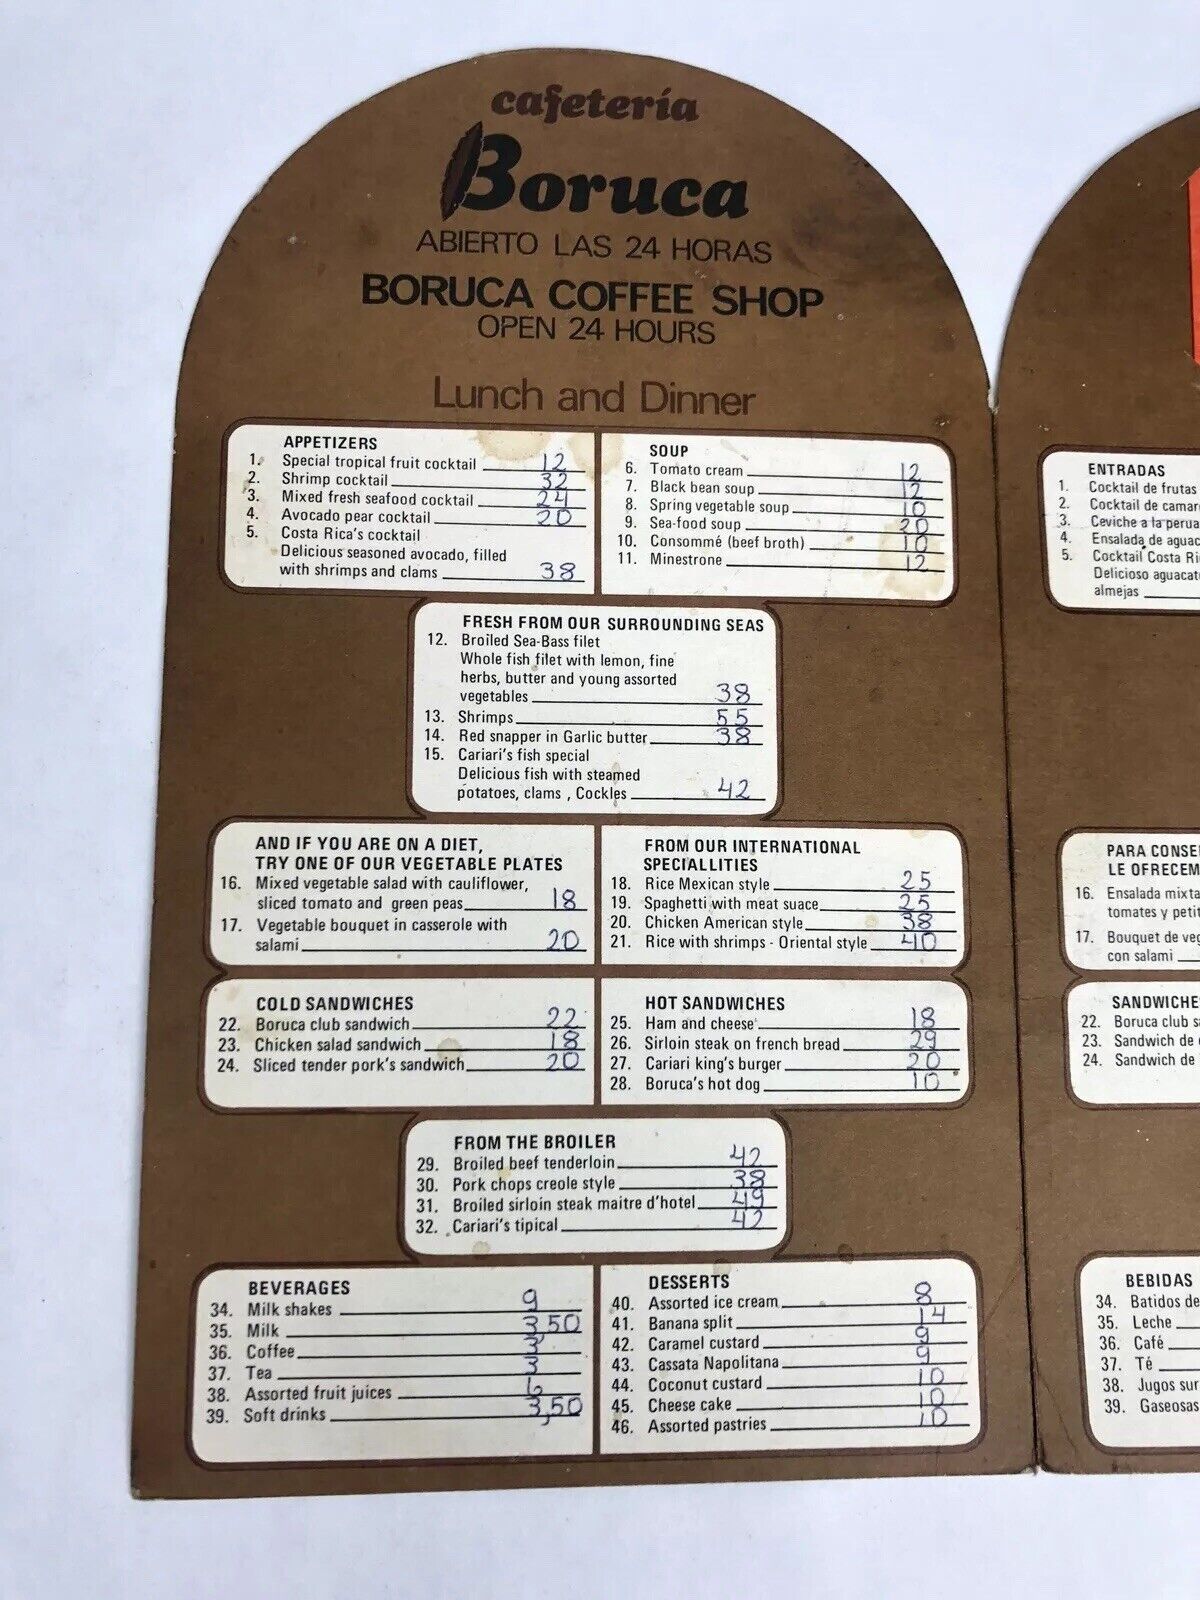 cafetería
Boruca
ABIERTO LAS 24 HORAS
BORUCA COFFEE SHOP
OPEN 24 HOURS
Lunch and Dinner
APPETIZERS
1. Special tropical fruit cocktail 12
2. Shrimp cocktail 32
3. Mixed fresh seafood cocktail 24
4. Avocado pear cocktail 20
5. Costa Rica's cocktail
Delicious seasoned avocado, filled
with shrimps and clams 38
SOUP
6. Tomato cream 12
7. Black bean soup 12
8. Spring vegetable soup 10
9. Sea-food soup 20
10. Consommé (beef broth) 10
11. Minestrone 12
FRESH FROM OUR SURROUNDING SEAS
12. Broiled Sea-Bass filet
Whole fish filet with lemon, fine
herbs, butter and young assorted
vegetables 38
13. Shrimps 55
14. Red snapper in Garlic butter 38
15. Cariari's fish special
Delicious fish with steamed
potatoes, clams , Cockles 42
AND IF YOU ARE ON A DIET,
TRY ONE OF OUR VEGETABLE PLATES
16. Mixed vegetable salad with cauliflower,
sliced tomato and green peas 18
17. Vegetable bouquet in casserole with
salami 20
FROM OUR INTERNATIONAL
SPECIALLITIES
18. Rice Mexican style 25
19. Spaghetti with meat suace 25
20. Chicken American style 38
21. Rice with shrimps - Oriental style 40
COLD SANDWICHES
22. Boruca club sandwich 22
23. Chicken salad sandwich 18
24. Sliced tender pork's sandwich 20
HOT SANDWICHES
25. Ham and cheese 18
26. Sirloin steak on french bread 29
27. Cariari king's burger 20
28. Boruca's hot dog 10
FROM THE BROILER
29. Broiled beef tenderloin 42
30. Pork chops creole style 38
31. Broiled sirloin steak maitre d'hotel 49
32. Cariari's tipical 42
BEVERAGES
34. Milk shakes 9
35. Milk 3,50
36. Coffee 3
37. Tea 3
38. Assorted fruit juices 6
39. Soft drinks 3,50
DESSERTS
40. Assorted ice cream 8
41. Banana split 14
42. Caramel custard 9
43. Cassata Napolitana 9
44. Coconut custard 10
45. Cheese cake 10
46. Assorted pastries 10
ENTRADAS
1. Cocktail de frutas
2. Cocktail de camar
3. Ceviche a la perua
4. Ensalada de aguac
5. Cocktail Costa Ri
Delicioso aguacat
almejas
PARA CONSE
LE OFRECEM
16. Ensalada mixta
tomates y peti
17. Bouquet de veg
con salami
SANDWICHE
22. Boruca club s
23. Sandwich de
24. Sandwich de
BEBIDAS
34. Batidos de
35. Leche
36. Café
37. Té
38. Jugos sur
39. Gaseosas